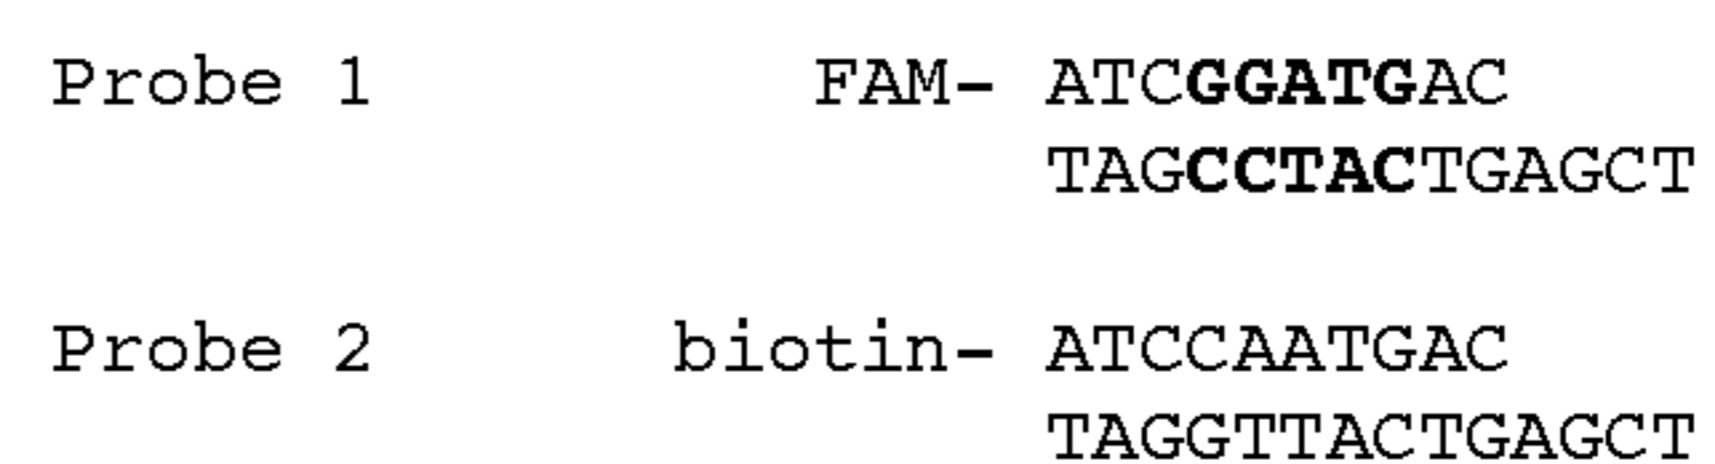 Probe 1 FAM- ATCGGATGAC
TAGCCTACTGAGCT
Probe 2 biotin- ATCCAATGAC
TAGGTTACTGAGCT